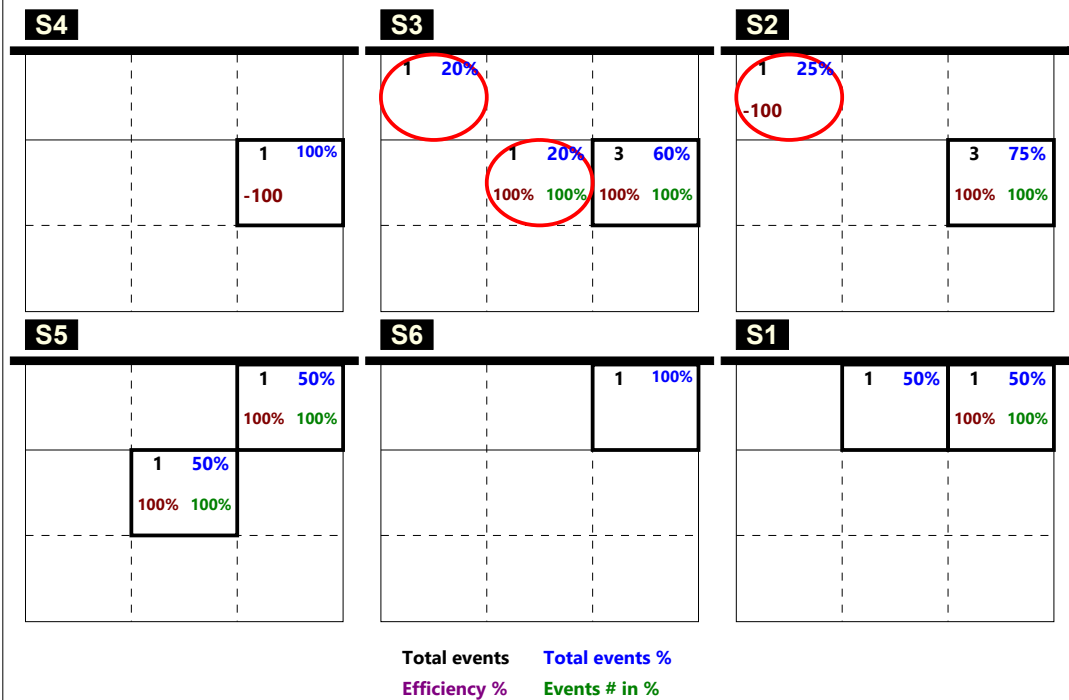 S4 S3 S2
1 20% 1 25%
-100
1 100% 1 20% 3 60% 3 75%
-100 100% 100% 100% 100% 100% 100%
S5 S6 S1
1 50% 1 100% 1 50% 1 50%
100% 100% 100% 100%
1 50%
100% 100%
Total events Total events %
Efficiency % Events # in %